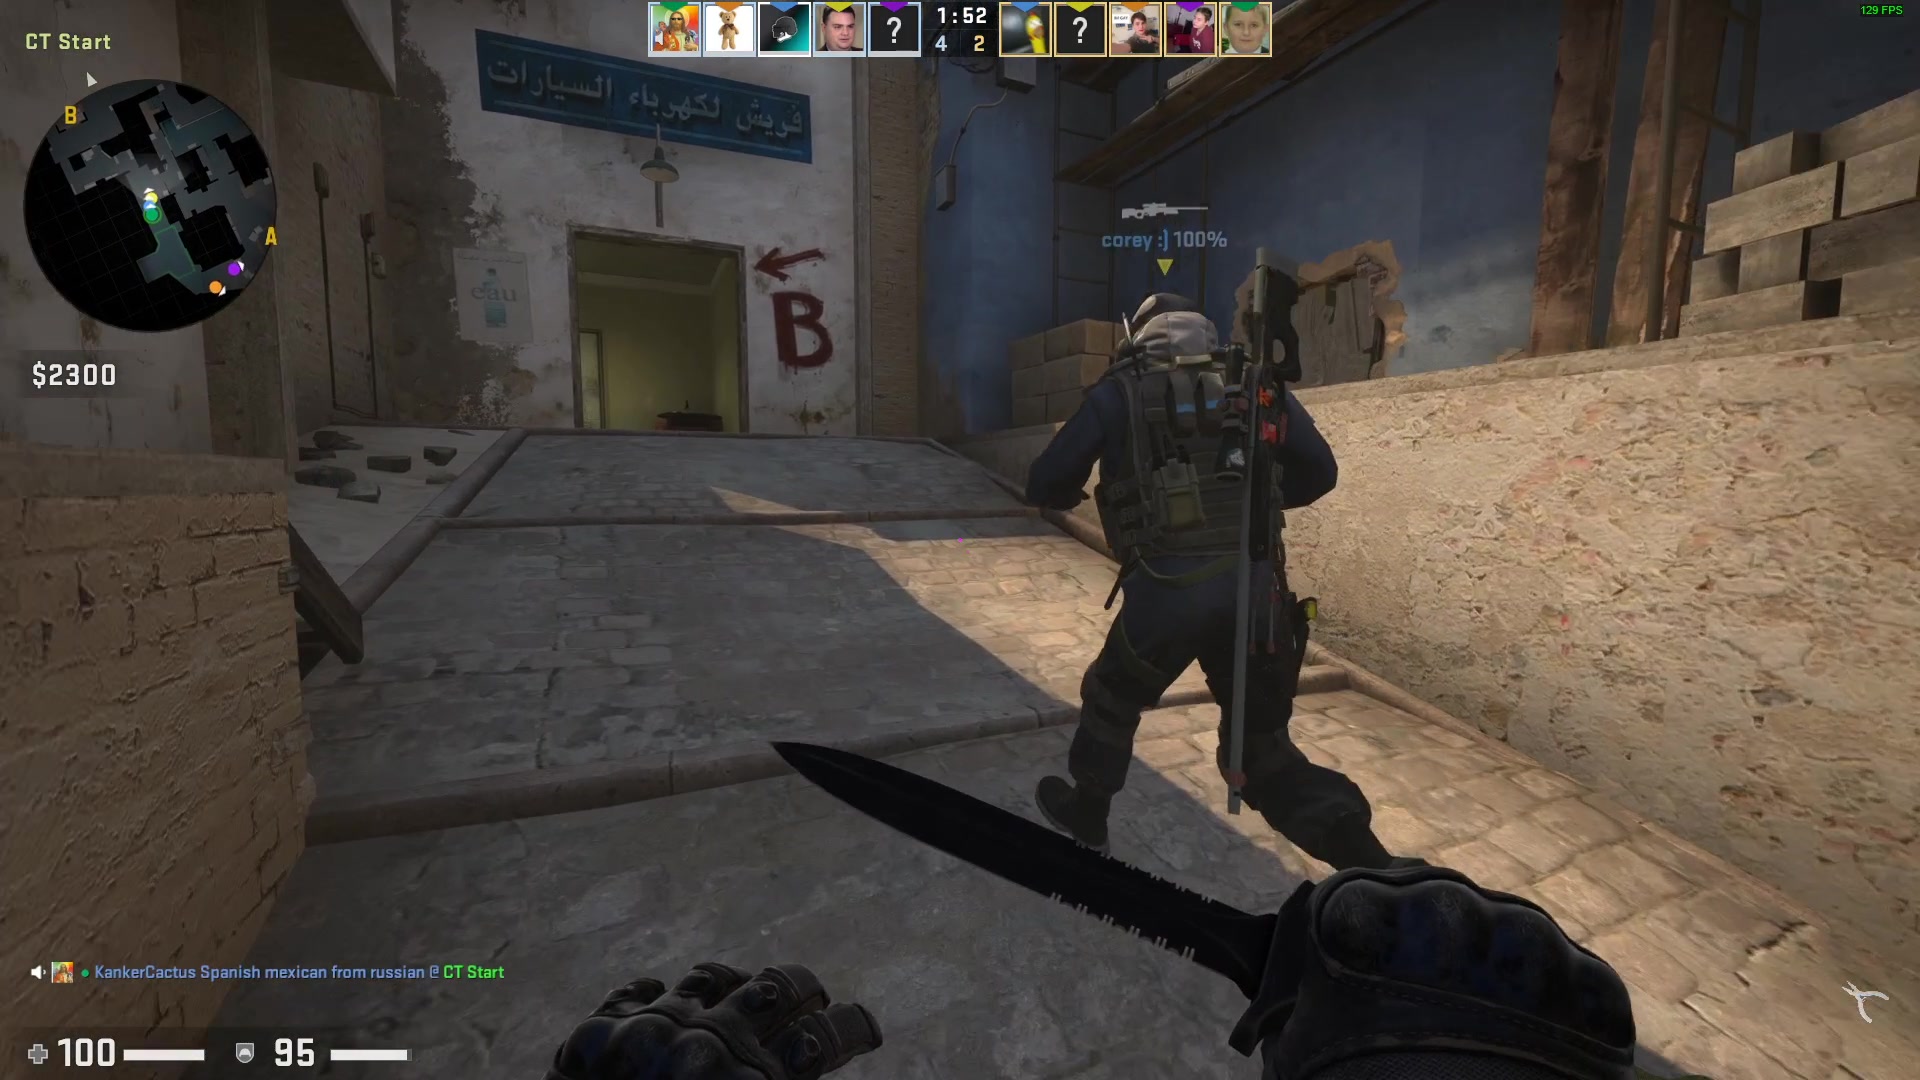 129 FPS
CT Start
1:52
4 2
? ?
B
A
$2300
فريش لكهرباء السيارات
eau
B
corey :) 100%
KankerCactus Spanish mexican from russian @ CT Start
100 95